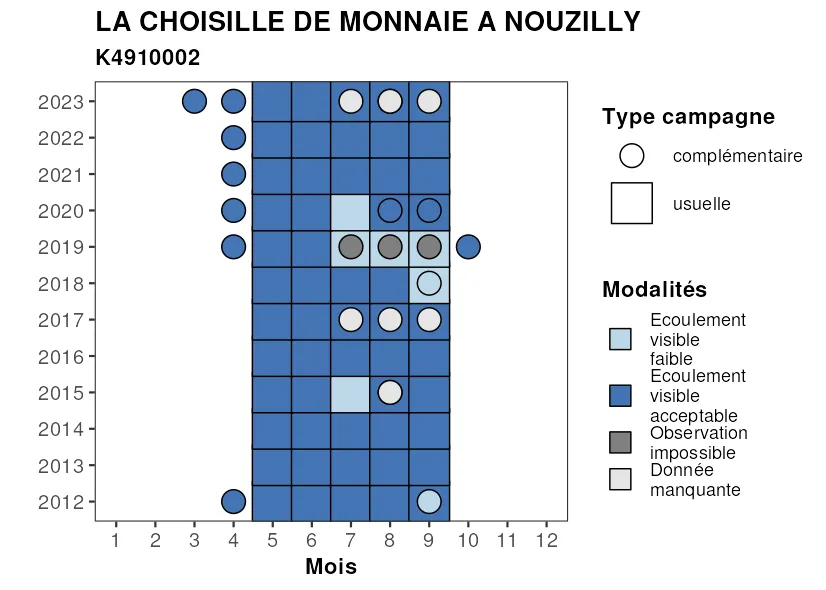 LA CHOISILLE DE MONNAIE A NOUZILLY
K4910002
2023
2022
2021
2020
2019
2018
2017
2016
2015
2014
2013
2012
1 2 3 4 5 6 7 8 9 10 11 12
Mois
Type campagne
complémentaire
usuelle
Modalités
Ecoulement
visible
faible
Ecoulement
visible
acceptable
Observation
impossible
Donnée
manquante